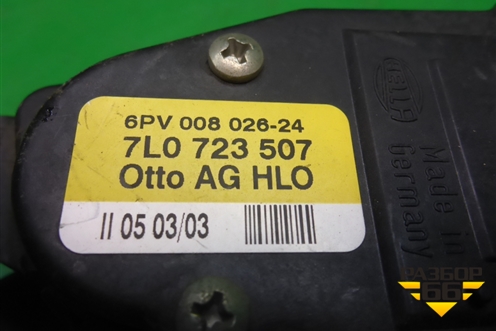 6PV 008 026-24
7L0 723 507
Otto AG HLO
II 05 03/03
HELLA
Made in
Germany
РАЗБОР
66